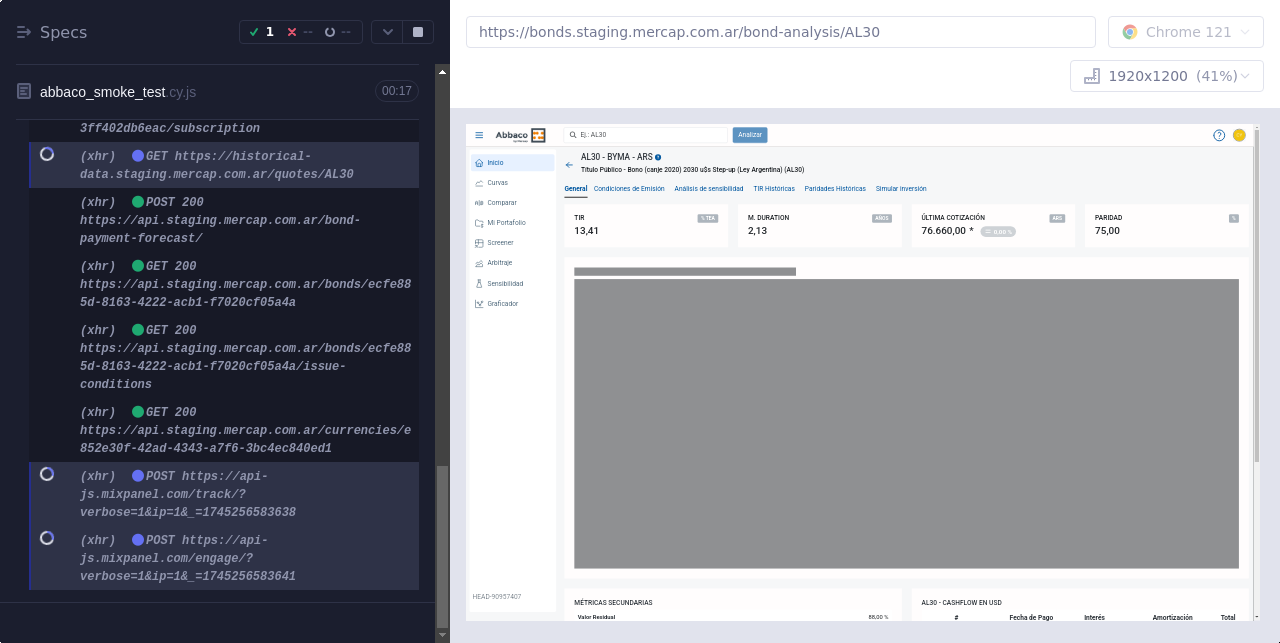 Specs
1
--
--
abbaco_smoke_test.cy.js
00:17
3ff402db6eac/subscription
(xhr) GET https://historical-
data.staging.mercap.com.ar/quotes/AL30
(xhr) POST 200
https://api.staging.mercap.com.ar/bond-
payment-forecast/
(xhr) GET 200
https://api.staging.mercap.com.ar/bonds/ecfe88
5d-8163-4222-acb1-f7020cf05a4a
(xhr) GET 200
https://api.staging.mercap.com.ar/bonds/ecfe88
5d-8163-4222-acb1-f7020cf05a4a/issue-
conditions
(xhr) GET 200
https://api.staging.mercap.com.ar/currencies/e
852e30f-42ad-4343-a7f6-3bc4ec840ed1
(xhr) POST https://api-
js.mixpanel.com/track/?
verbose=1&ip=1&_=1745256583638
(xhr) POST https://api-
js.mixpanel.com/engage/?
verbose=1&ip=1&_=1745256583641
https://bonds.staging.mercap.com.ar/bond-analysis/AL30
Chrome 121
1920x1200 (41%)
Abbaco
Ej.: AL30
Analizar
Inicio
Curvas
Comparar
Mi Portafolio
Screener
Arbitraje
Sensibilidad
Graficador
HEAD-90957407
AL30 - BYMA - ARS
Título Público - Bono (canje 2020) 2030 u$s Step-up (Ley Argentina) (AL30)
General Condiciones de Emisión Análisis de sensibilidad TIR Históricas Paridades Históricas Simular inversión
TIR
% TEA
13,41
M. DURATION
AÑOS
2,13
ÚLTIMA COTIZACIÓN
ARS
76.660,00 * = 0,00 %
PARIDAD
%
75,00
MÉTRICAS SECUNDARIAS
Valor Residual 88,00 %
AL30 - CASHFLOW EN USD
# Fecha de Pago Interés Amortización Total